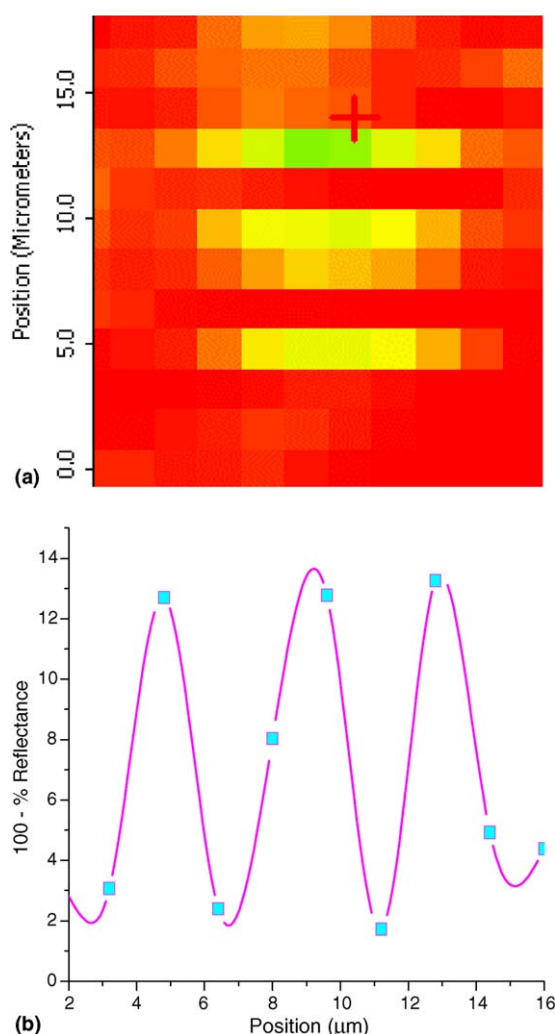 15.0
10.0
5.0
0.0
Position (Micrometers)
(a)
14
12
10
8
6
4
2
0
100 - % Reflectance
2 4 6 8 10 12 14 16
Position (μm)
(b)